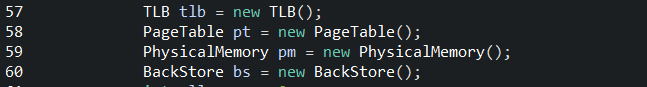 57 TLB tlb = new TLB();
58 PageTable pt = new PageTable();
59 PhysicalMemory pm = new PhysicalMemory();
60 BackStore bs = new BackStore();